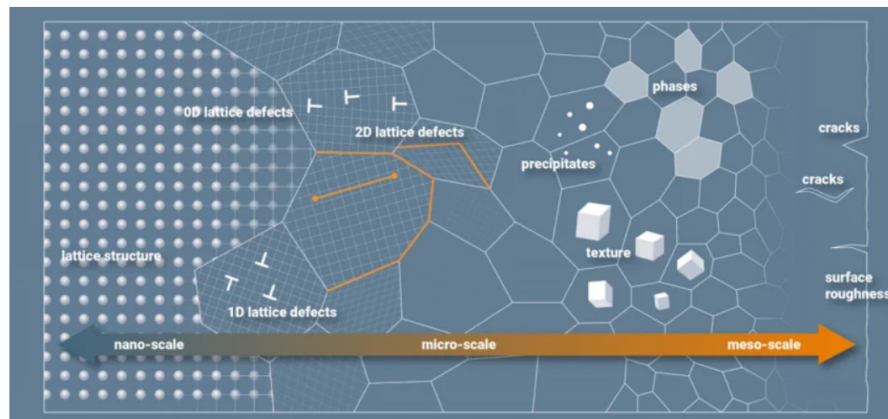 phases
0D lattice defects
2D lattice defects
cracks
precipitates
cracks
lattice structure
texture
surface
roughness
1D lattice defects
nano-scale
micro-scale
meso-scale